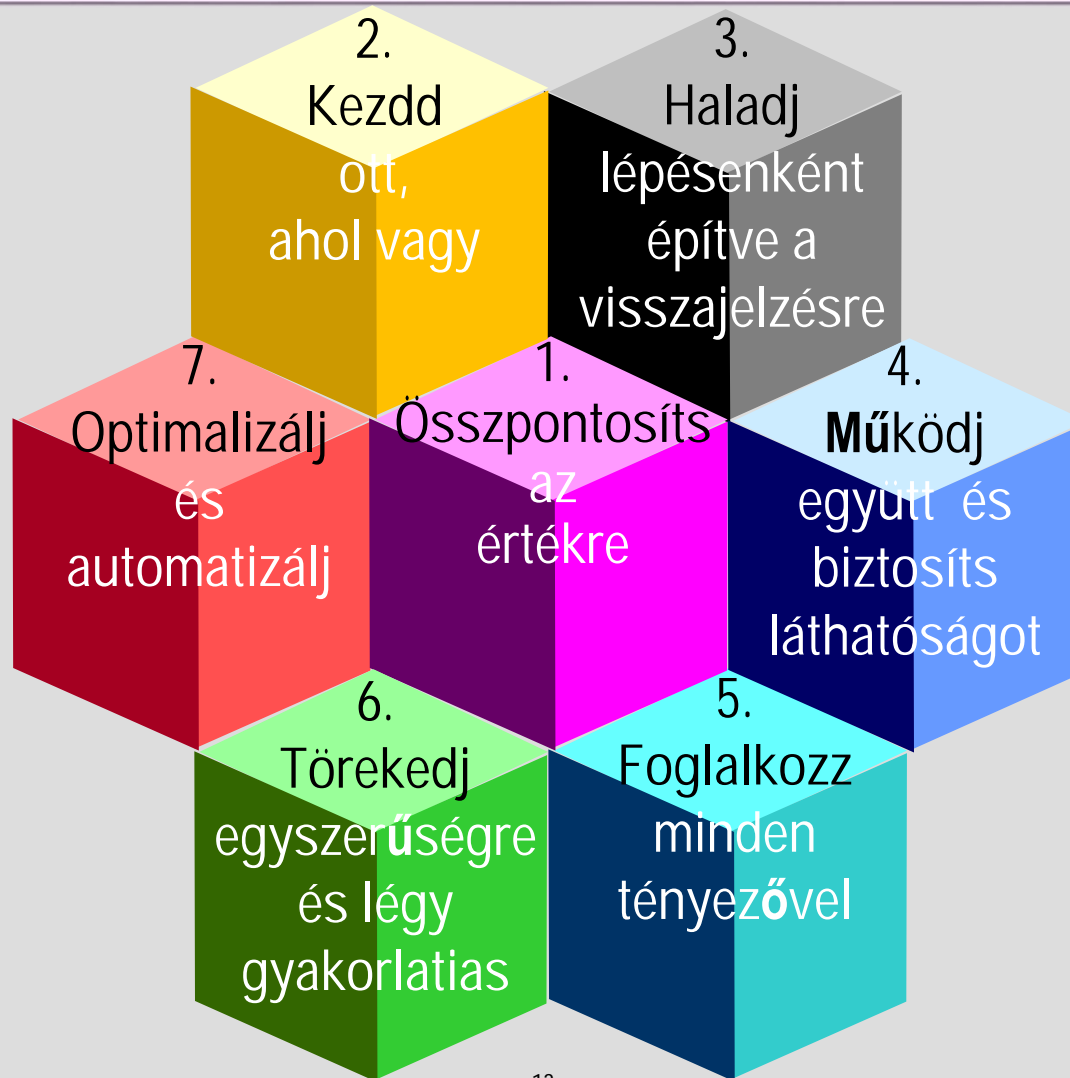 2.
Kezdd
ott,
ahol vagy
3.
Haladj
lépésenként
építve a
visszajelzésre
7.
Optimalizálj
és
automatizálj
1.
Összpontosíts
az
értékre
4.
Működj
együtt és
biztosíts
láthatóságot
6.
Törekedj
egyszerűségre
és légy
gyakorlatias
5.
Foglalkozz
minden
tényezővel